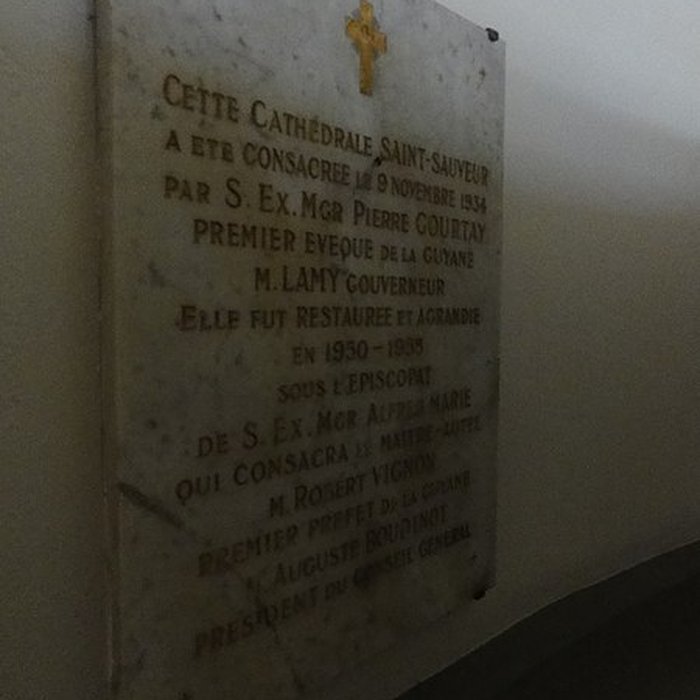 CETTE CATHÉDRALE SAINT-SAUVEUR
A ETE CONSACREE LE 9 NOVEMBRE 1934
PAR S. EX. MGR PIERRE GOURTAY
PREMIER EVEQUE DE LA GUYANE
M. LAMY GOUVERNEUR
ELLE FUT RESTAUREE ET AGRANDIE
EN 1950-1955
SOUS L'EPISCOPAT
DE S. EX. MGR ALFRED MARIE
QUI CONSACRA LE MAITRE-AUTEL
M. ROBERT VIGNON
PREMIER PREFET DE LA GUYANE
AUGUSTE BOUDINOT
PRESIDENT DU CONSEIL GENERAL